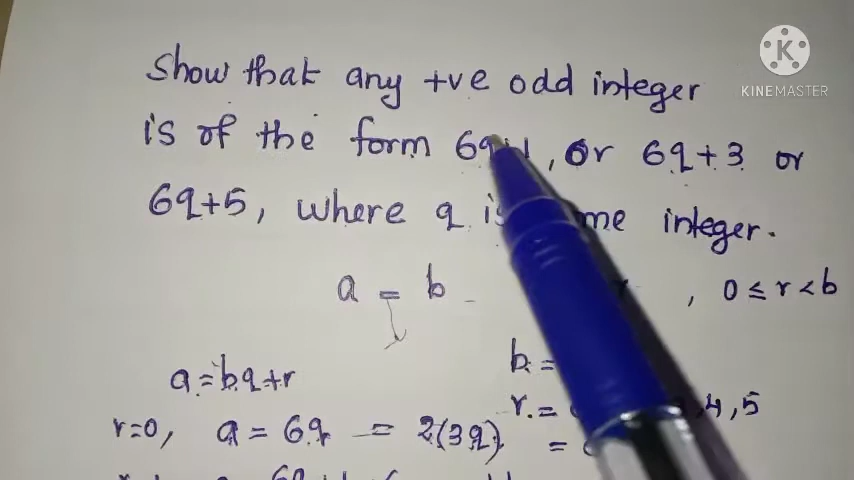 Show that any +ve odd integer
KINEMASTER
is of the form 6q+1, or 6q+3 or
6q+5, where q is integer.
a = b , 0 ≤ r < b
a = bq+r
b =
r = 4, 5
r=0, a = 6q = 2(3q) =